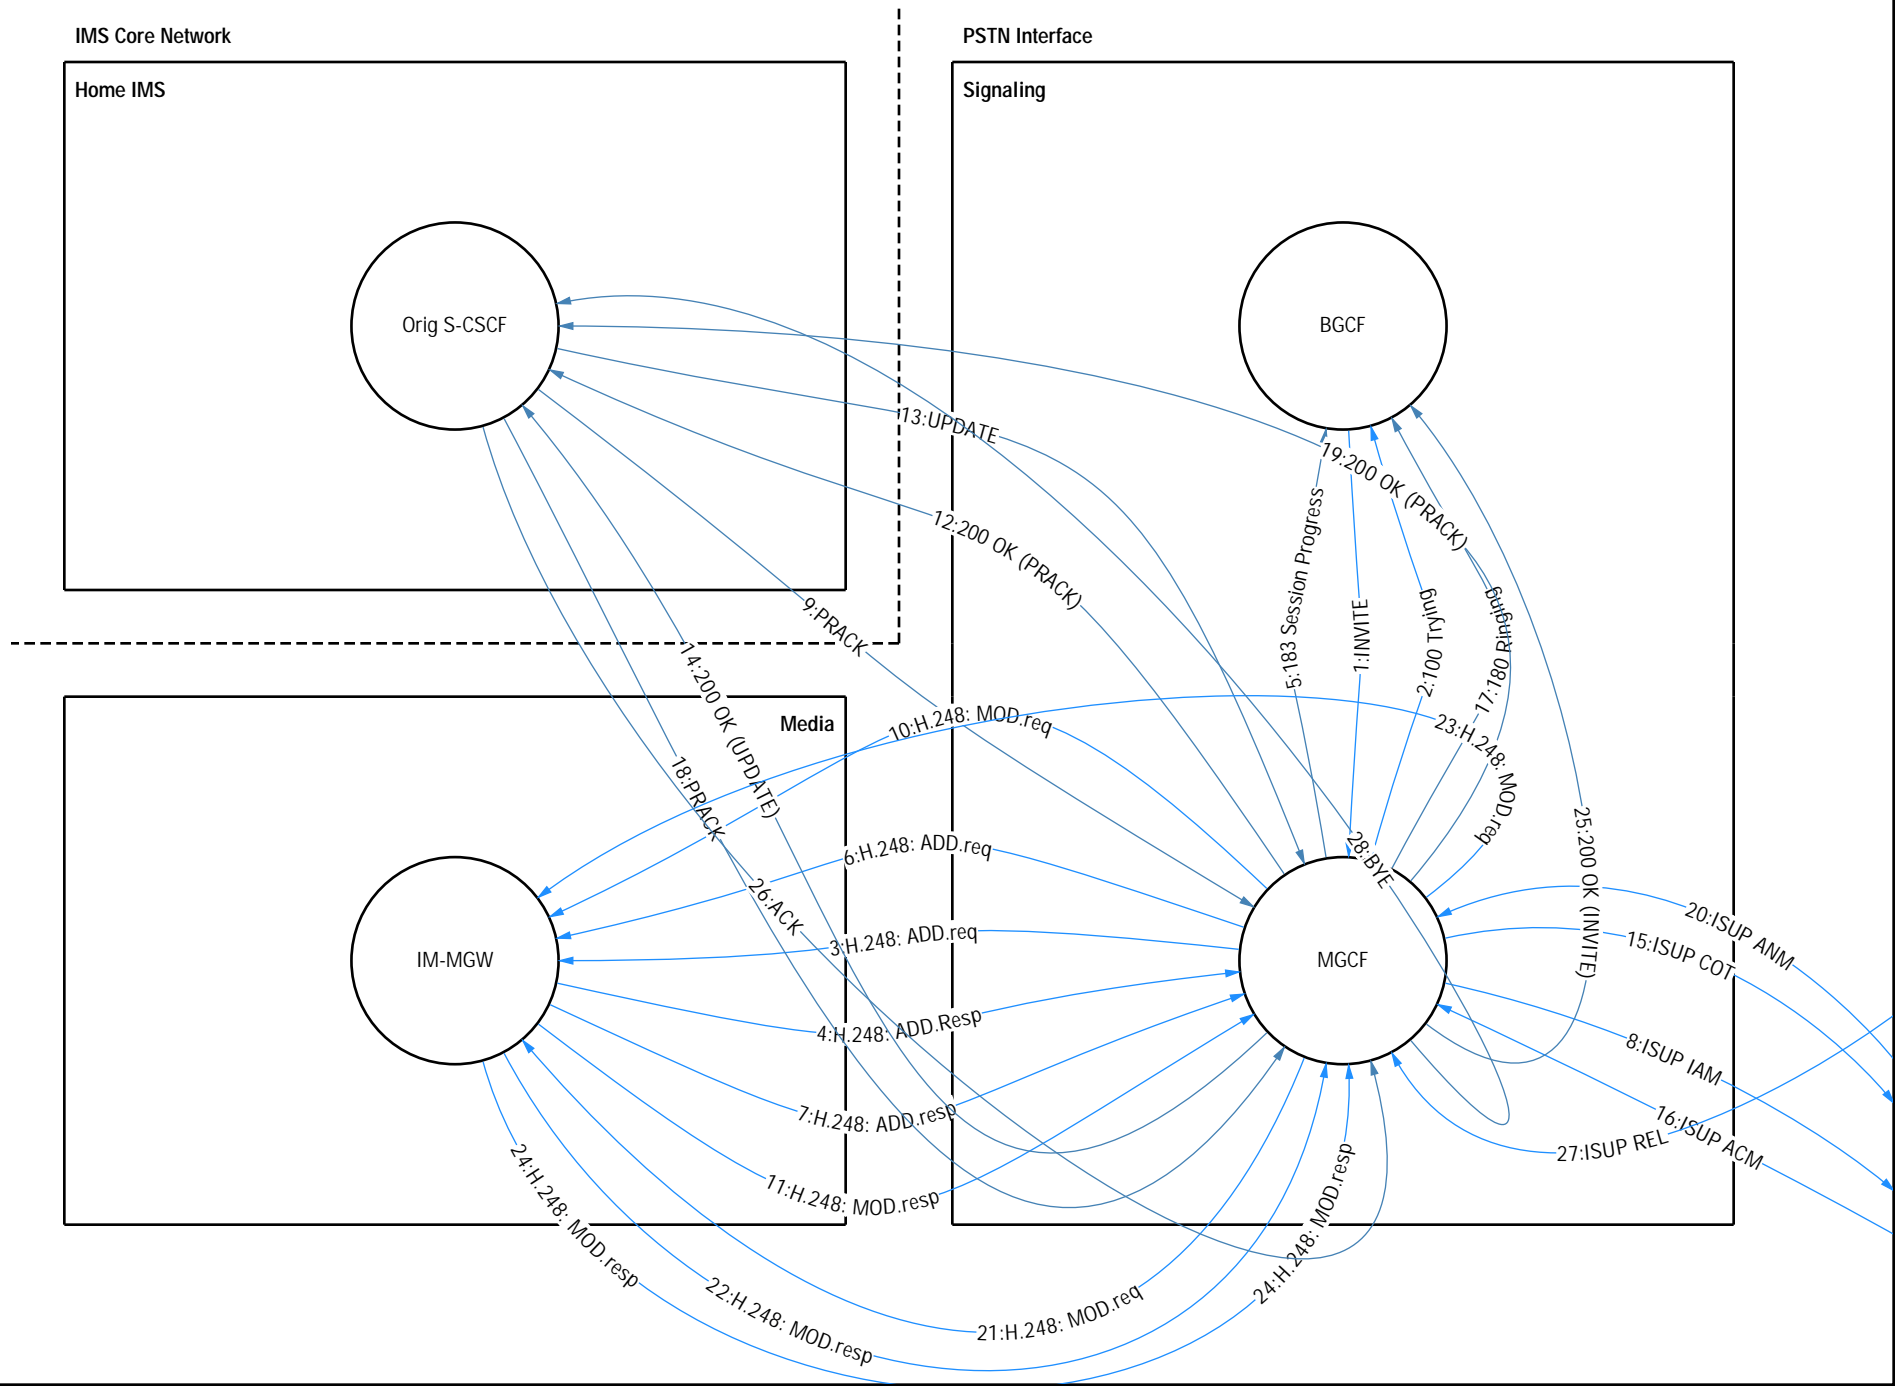 IMS Core Network
PSTN Interface
Home IMS
Signaling
Orig S-CSCF
BGCF
13:UPDATE
19:200 OK (PRACK)
12:200 OK (PRACK)
5:183 Session Progress
1:INVITE
2:100 Trying
17:180 Ringing
9:PRACK
14:200 OK (UPDATE)
Media
10:H.248: MOD.req
23:H.248: MOD.req
18:PRACK
6:H.248: ADD.req
28:BYE
25:200 OK (INVITE)
26:ACK
3:H.248: ADD.req
20:ISUP ANM
15:ISUP COT
IM-MGW
MGCF
4:H.248: ADD.Resp
8:ISUP IAM
7:H.248: ADD.resp
16:ISUP ACM
27:ISUP REL
11:H.248: MOD.resp
24:H.248: MOD.resp
24:H.248: MOD.resp
22:H.248: MOD.resp
21:H.248: MOD.req